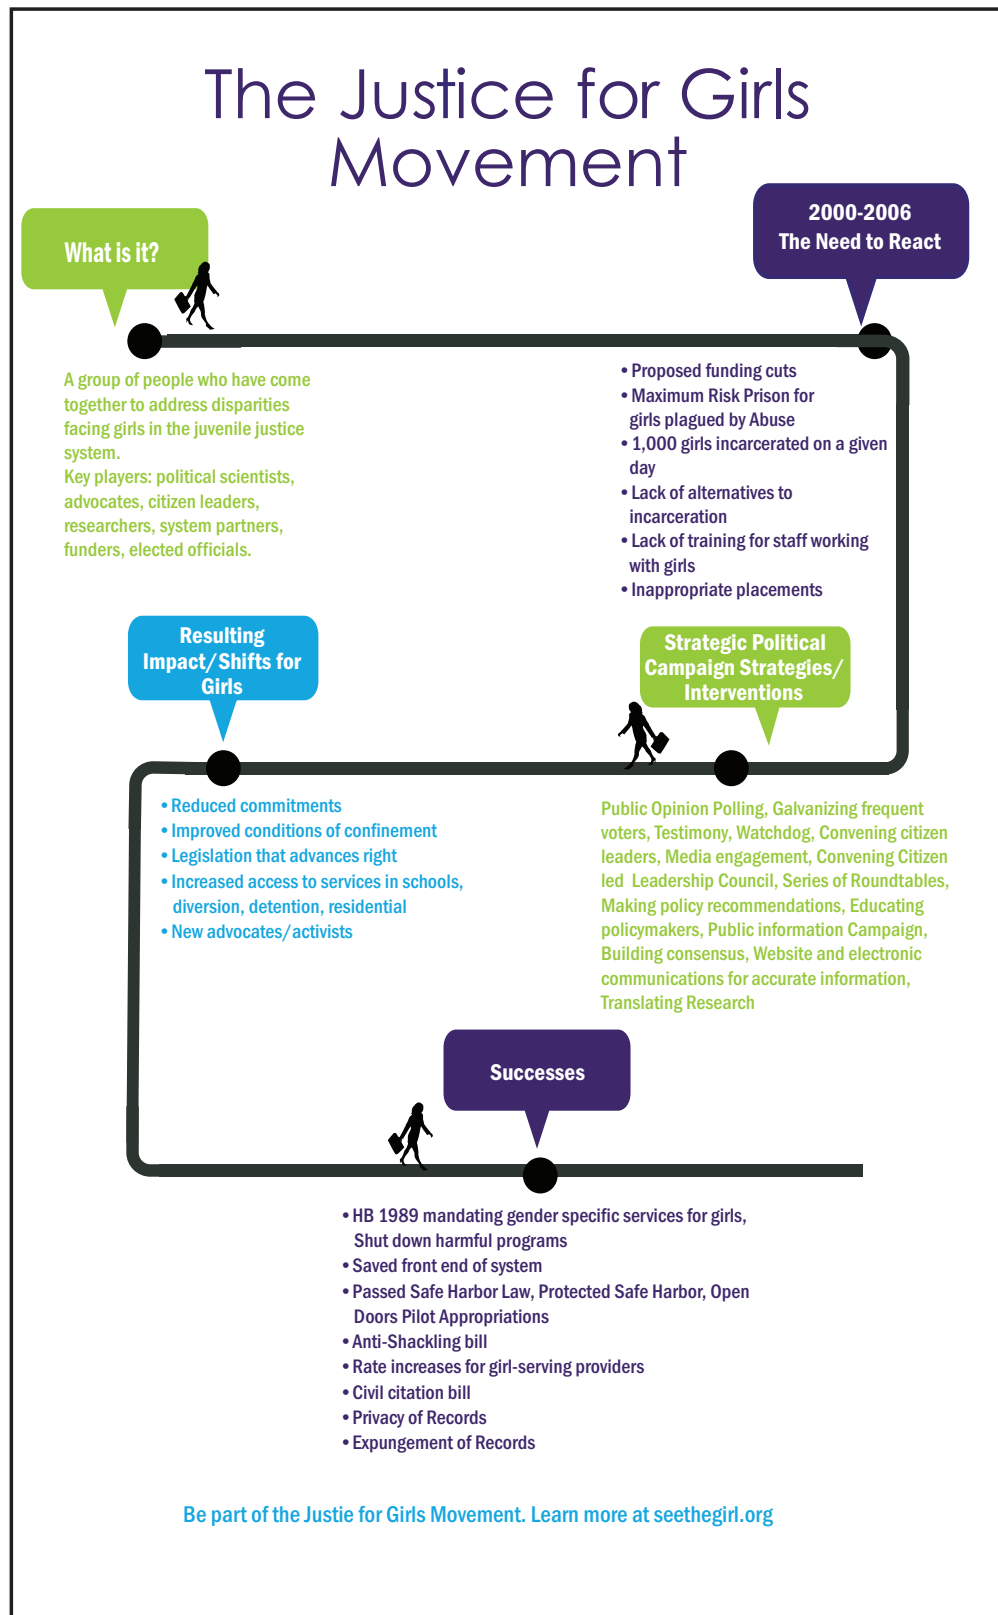 The Justice for Girls
Movement
What is it?
2000-2006
The Need to React
A group of people who have come
together to address disparities
facing girls in the juvenile justice
system.
Key players: political scientists,
advocates, citizen leaders,
researchers, system partners,
funders, elected officials.
• Proposed funding cuts
• Maximum Risk Prison for
girls plagued by Abuse
• 1,000 girls incarcerated on a given
day
• Lack of alternatives to
incarceration
• Lack of training for staff working
with girls
• Inappropriate placements
Strategic Political
Campaign Strategies/
Interventions
Public Opinion Polling, Galvanizing frequent
voters, Testimony, Watchdog, Convening citizen
leaders, Media engagement, Convening Citizen
led Leadership Council, Series of Roundtables,
Making policy recommendations, Educating
policymakers, Public information Campaign,
Building consensus, Website and electronic
communications for accurate information,
Translating Research
Resulting
Impact/Shifts for
Girls
• Reduced commitments
• Improved conditions of confinement
• Legislation that advances right
• Increased access to services in schools,
diversion, detention, residential
• New advocates/activists
Successes
• HB 1989 mandating gender specific services for girls,
Shut down harmful programs
• Saved front end of system
• Passed Safe Harbor Law, Protected Safe Harbor, Open
Doors Pilot Appropriations
• Anti-Shackling bill
• Rate increases for girl-serving providers
• Civil citation bill
• Privacy of Records
• Expungement of Records
Be part of the Justie for Girls Movement. Learn more at seethegirl.org